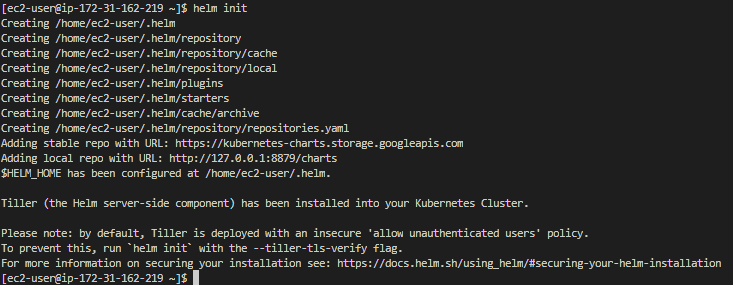 [ec2-user@ip-172-31-162-219 ~]$ helm init
Creating /home/ec2-user/.helm
Creating /home/ec2-user/.helm/repository
Creating /home/ec2-user/.helm/repository/cache
Creating /home/ec2-user/.helm/repository/local
Creating /home/ec2-user/.helm/plugins
Creating /home/ec2-user/.helm/starters
Creating /home/ec2-user/.helm/cache/archive
Creating /home/ec2-user/.helm/repository/repositories.yaml
Adding stable repo with URL: https://kubernetes-charts.storage.googleapis.com
Adding local repo with URL: http://127.0.0.1:8879/charts
$HELM_HOME has been configured at /home/ec2-user/.helm.
Tiller (the Helm server-side component) has been installed into your Kubernetes Cluster.
Please note: by default, Tiller is deployed with an insecure 'allow unauthenticated users' policy.
To prevent this, run `helm init` with the --tiller-tls-verify flag.
For more information on securing your installation see: https://docs.helm.sh/using_helm/#securing-your-helm-installation
[ec2-user@ip-172-31-162-219 ~]$